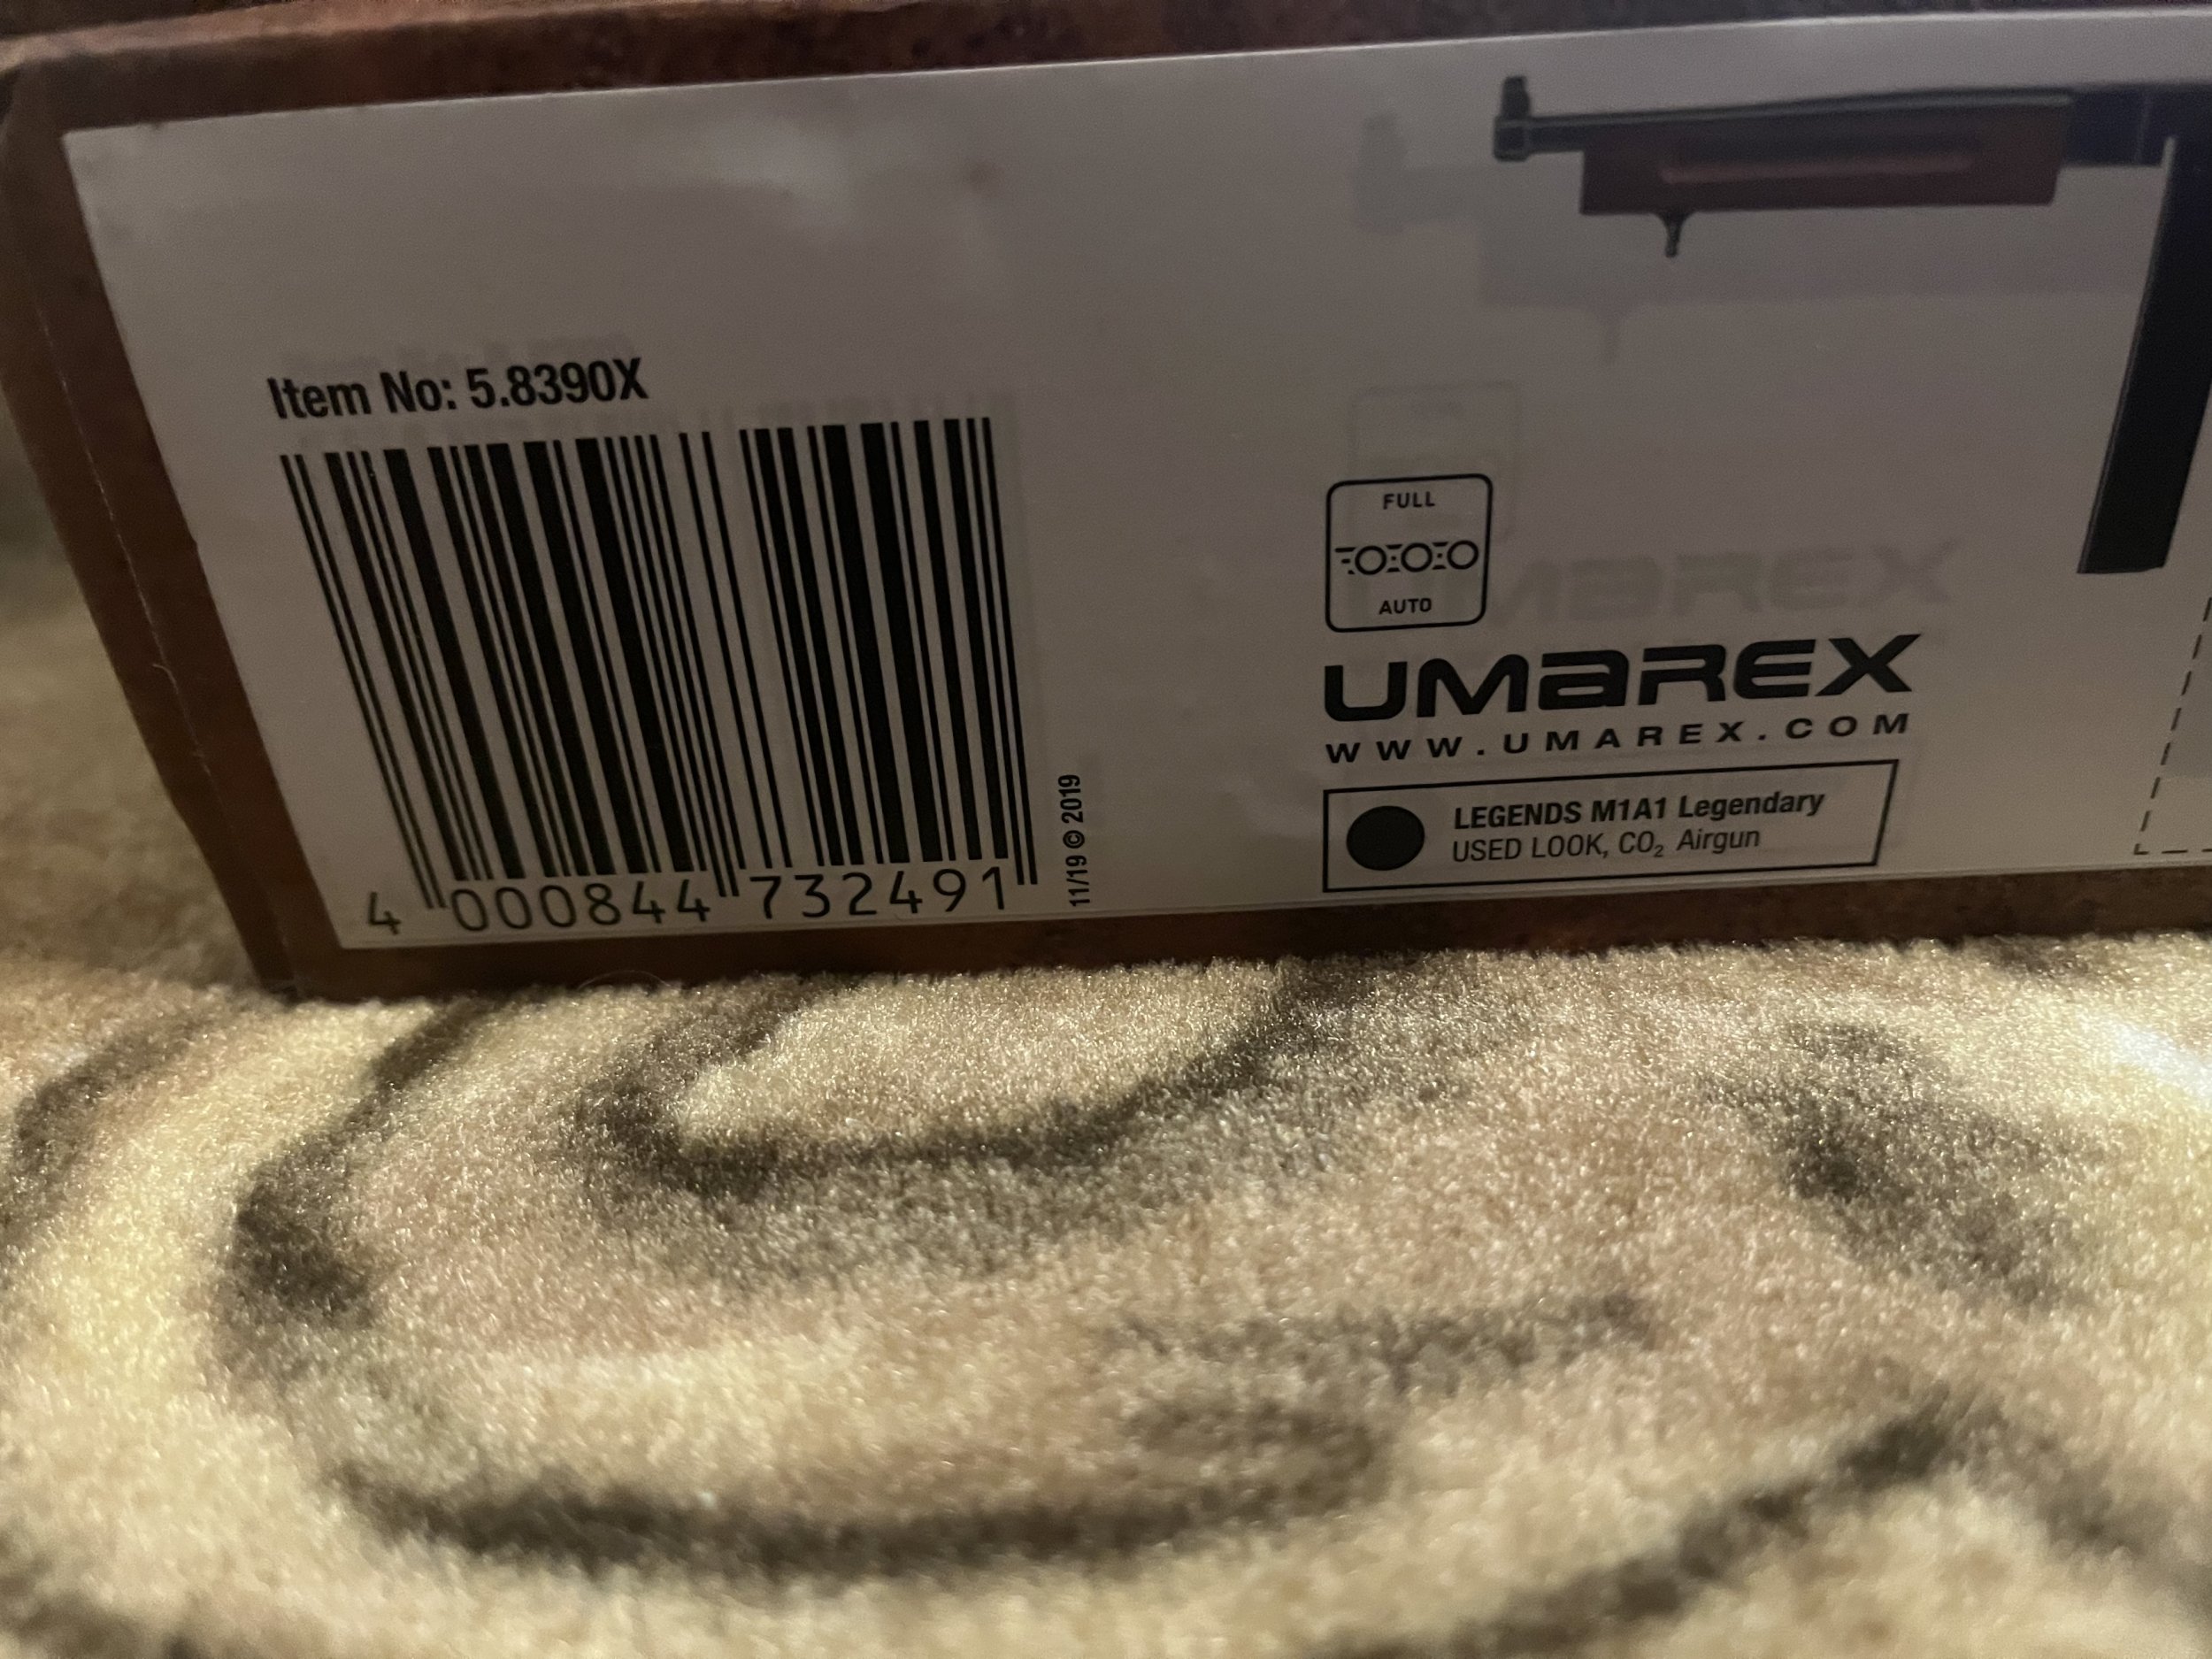 Item No: 5.8390X
4 000844 732491
11/19 © 2019
FULL
AUTO
UMAREX
WWW.UMAREX.COM
LEGENDS M1A1 Legendary
USED LOOK, CO₂ Airgun